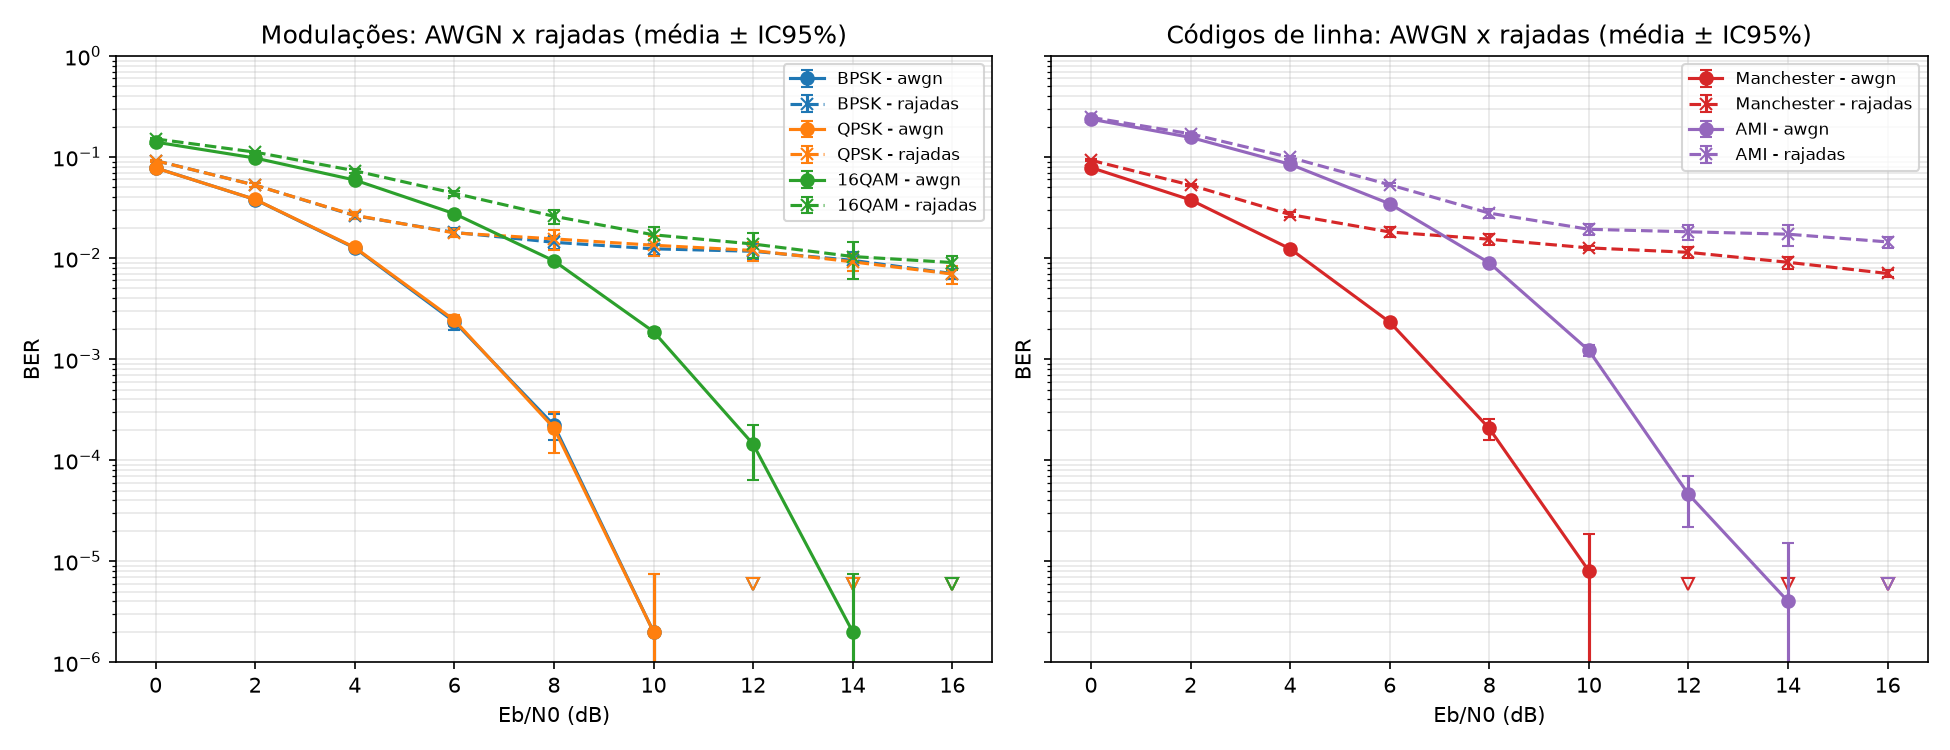 Modulações: AWGN x rajadas (média ± IC95%)
BER
10⁰
10⁻¹
10⁻²
10⁻³
10⁻⁴
10⁻⁵
10⁻⁶
BPSK - awgn
BPSK - rajadas
QPSK - awgn
QPSK - rajadas
16QAM - awgn
16QAM - rajadas
0 2 4 6 8 10 12 14 16
Eb/N0 (dB)
Códigos de linha: AWGN x rajadas (média ± IC95%)
BER
Manchester - awgn
Manchester - rajadas
AMI - awgn
AMI - rajadas
0 2 4 6 8 10 12 14 16
Eb/N0 (dB)